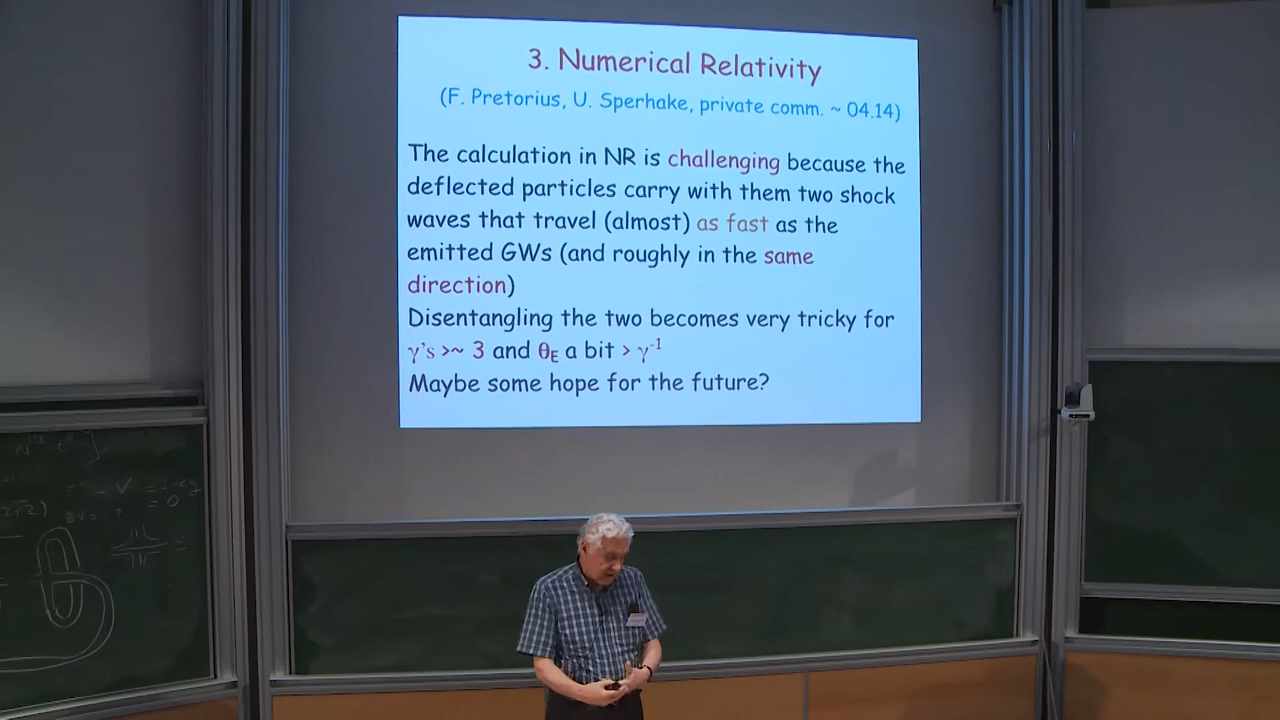 3. Numerical Relativity
(F. Pretorius, U. Sperhake, private comm. ~ 04.14)
The calculation in NR is challenging because the
deflected particles carry with them two shock
waves that travel (almost) as fast as the
emitted GWs (and roughly in the same
direction)
Disentangling the two becomes very tricky for
γ's >~ 3 and θE a bit > γ⁻¹
Maybe some hope for the future?